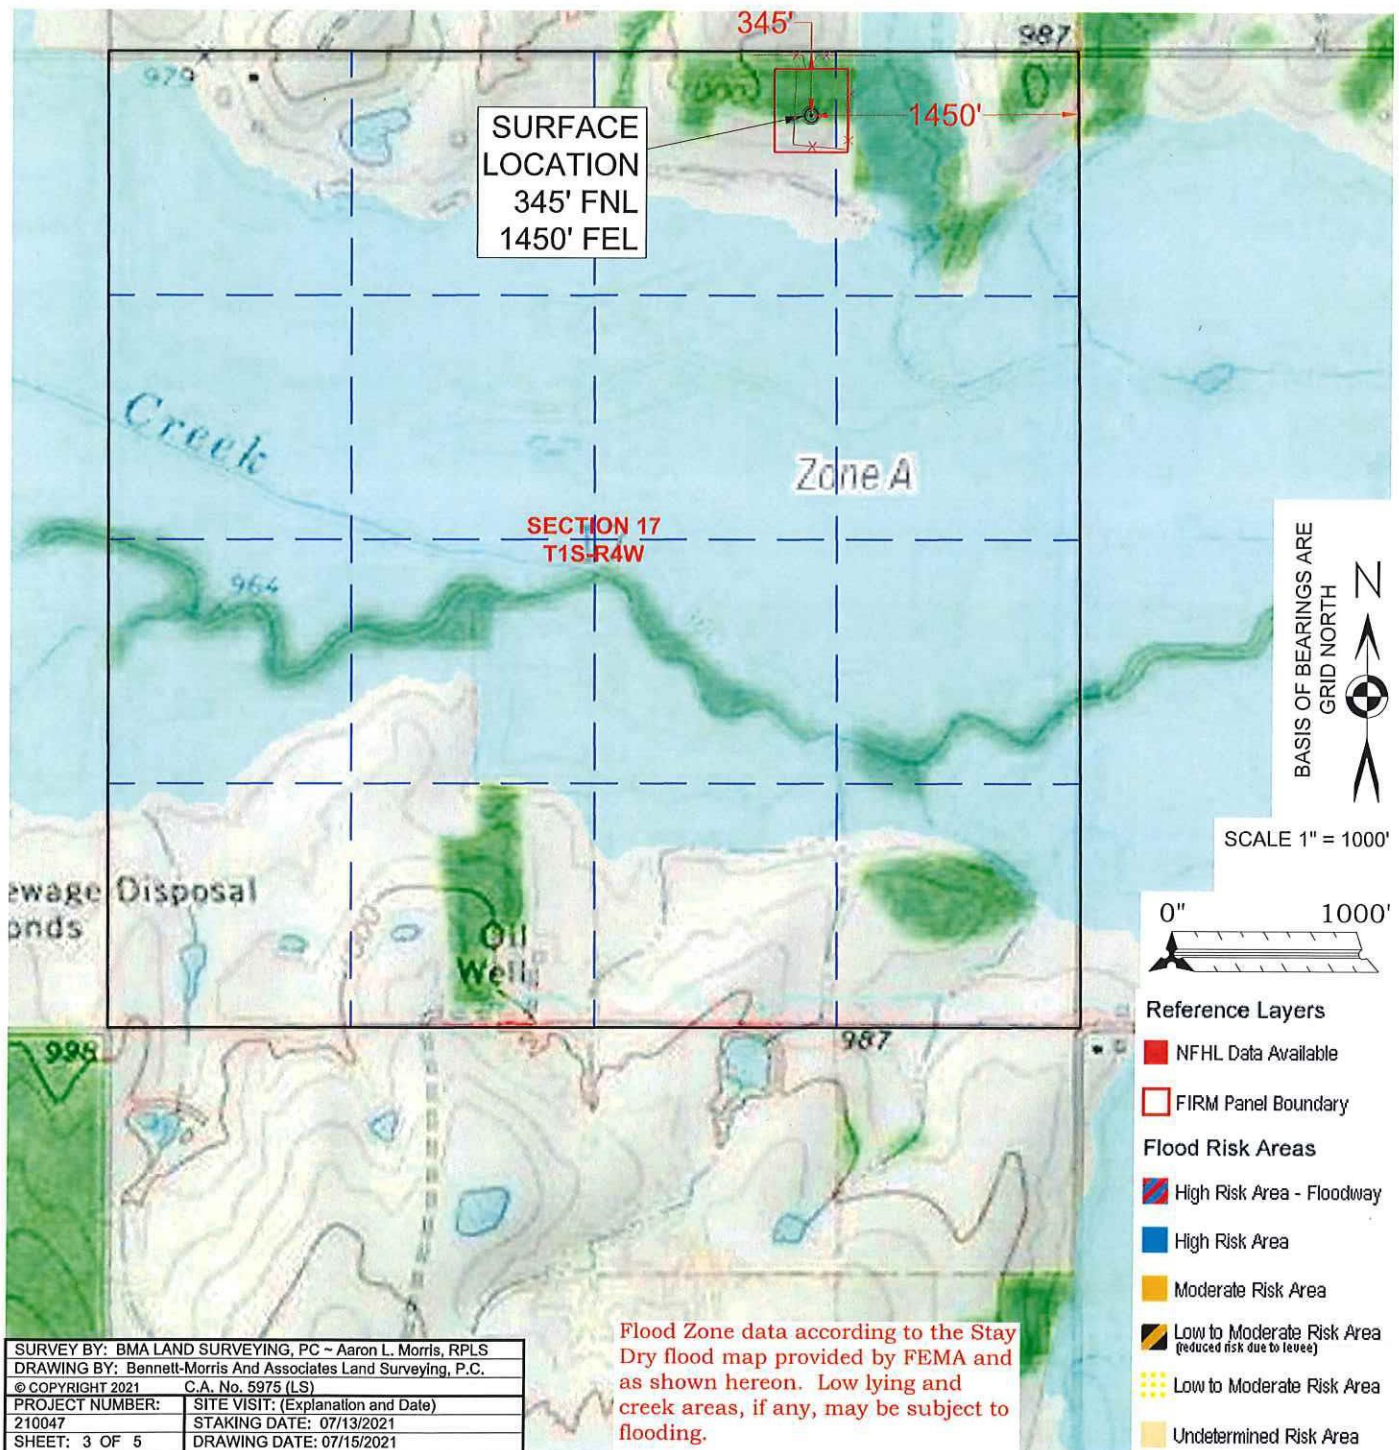 345'
987
979
1450'
SURFACE
LOCATION
345' FNL
1450' FEL
Creek
Zone A
SECTION 17
T1S-R4W
964
BASIS OF BEARINGS ARE
GRID NORTH
N
SCALE 1" = 1000'
0" 1000'
ewage Disposal
onds
Oil
Well
987
Reference Layers
NFHL Data Available
FIRM Panel Boundary
Flood Risk Areas
High Risk Area - Floodway
High Risk Area
Moderate Risk Area
Low to Moderate Risk Area
(reduced risk due to levee)
Low to Moderate Risk Area
Undetermined Risk Area
Flood Zone data according to the Stay
Dry flood map provided by FEMA and
as shown hereon. Low lying and
creek areas, if any, may be subject to
flooding.
SURVEY BY: BMA LAND SURVEYING, PC ~ Aaron L. Morris, RPLS
DRAWING BY: Bennett-Morris And Associates Land Surveying, P.C.
© COPYRIGHT 2021 C.A. No. 5975 (LS)
PROJECT NUMBER: SITE VISIT: (Explanation and Date)
210047 STAKING DATE: 07/13/2021
SHEET: 3 OF 5 DRAWING DATE: 07/15/2021